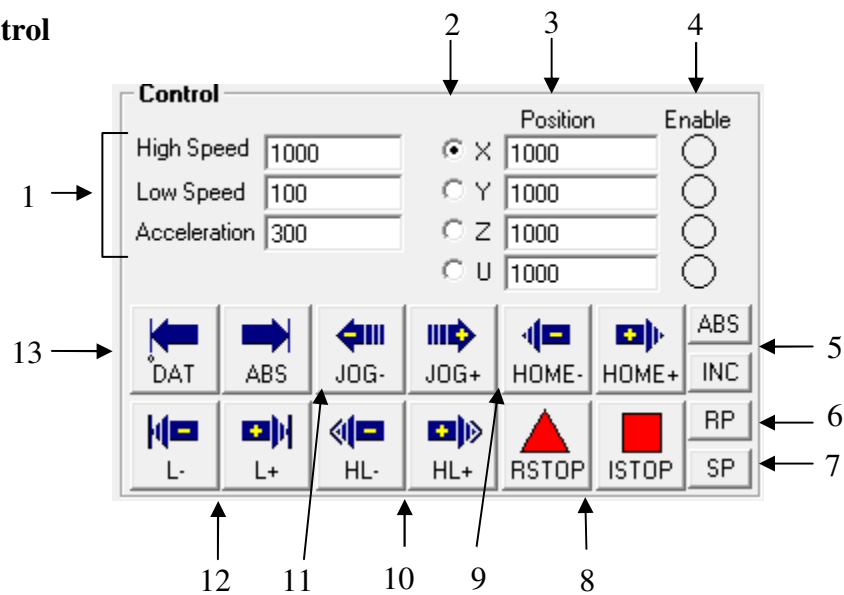 trol
2 3 4
Control
Position Enable
High Speed 1000 X 1000
1
Low Speed 100 Y 1000
Acceleration 300 Z 1000
U 1000
13 DAT ABS JOG- JOG+ HOME- HOME+ ABS
INC 5
L- L+ HL- HL+ RSTOP ISTOP RP 6
SP 7
12 11 10 9 8